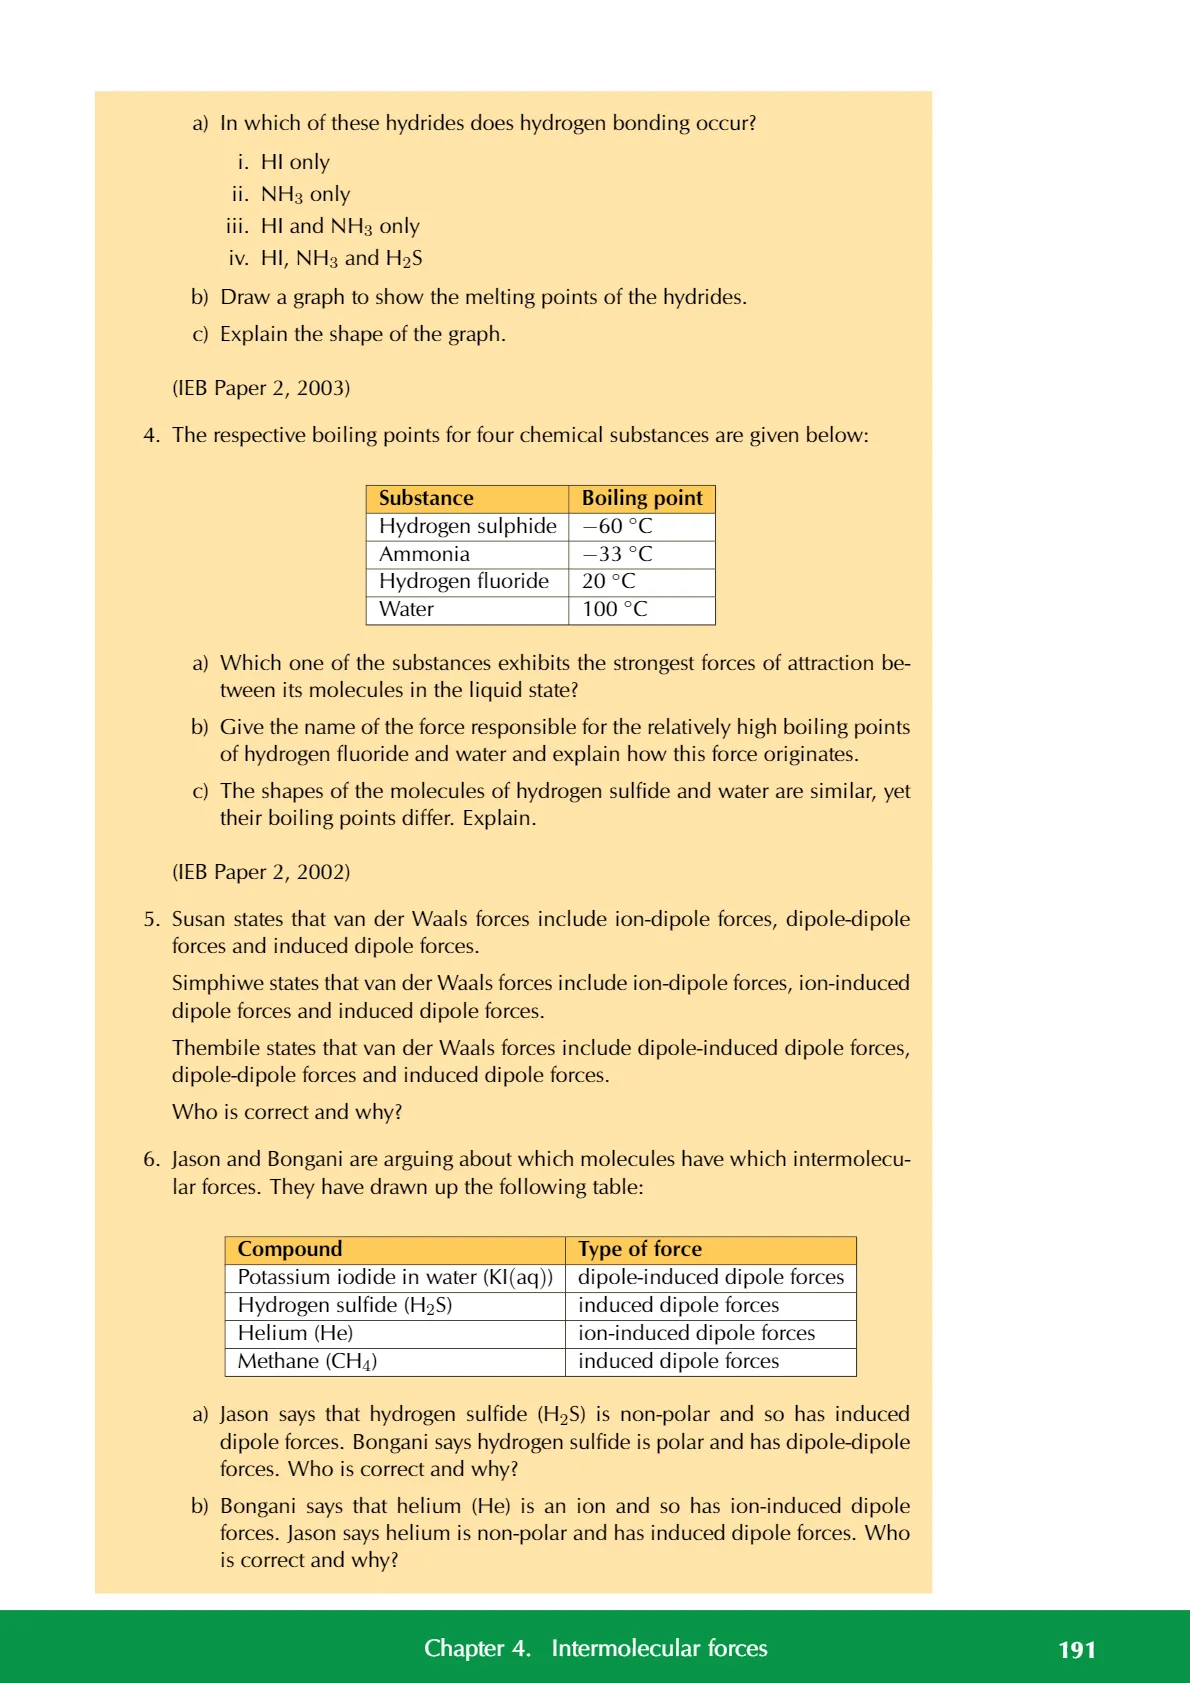 a) In which of these hydrides does hydrogen bonding occur?
i. HI only
ii. NH₃ only
iii. HI and NH₃ only
iv. HI, NH₃ and H₂S
b) Draw a graph to show the melting points of the hydrides.
c) Explain the shape of the graph.
(IEB Paper 2, 2003)
4. The respective boiling points for four chemical substances are given below:
Substance Boiling point
Hydrogen sulphide −60 °C
Ammonia −33 °C
Hydrogen fluoride 20 °C
Water 100 °C
a) Which one of the substances exhibits the strongest forces of attraction be-
tween its molecules in the liquid state?
b) Give the name of the force responsible for the relatively high boiling points
of hydrogen fluoride and water and explain how this force originates.
c) The shapes of the molecules of hydrogen sulfide and water are similar, yet
their boiling points differ. Explain.
(IEB Paper 2, 2002)
5. Susan states that van der Waals forces include ion-dipole forces, dipole-dipole
forces and induced dipole forces.
Simphiwe states that van der Waals forces include ion-dipole forces, ion-induced
dipole forces and induced dipole forces.
Thembile states that van der Waals forces include dipole-induced dipole forces,
dipole-dipole forces and induced dipole forces.
Who is correct and why?
6. Jason and Bongani are arguing about which molecules have which intermolecu-
lar forces. They have drawn up the following table:
Compound Type of force
Potassium iodide in water (KI(aq)) dipole-induced dipole forces
Hydrogen sulfide (H₂S) induced dipole forces
Helium (He) ion-induced dipole forces
Methane (CH₄) induced dipole forces
a) Jason says that hydrogen sulfide (H₂S) is non-polar and so has induced
dipole forces. Bongani says hydrogen sulfide is polar and has dipole-dipole
forces. Who is correct and why?
b) Bongani says that helium (He) is an ion and so has ion-induced dipole
forces. Jason says helium is non-polar and has induced dipole forces. Who
is correct and why?
Chapter 4. Intermolecular forces 191